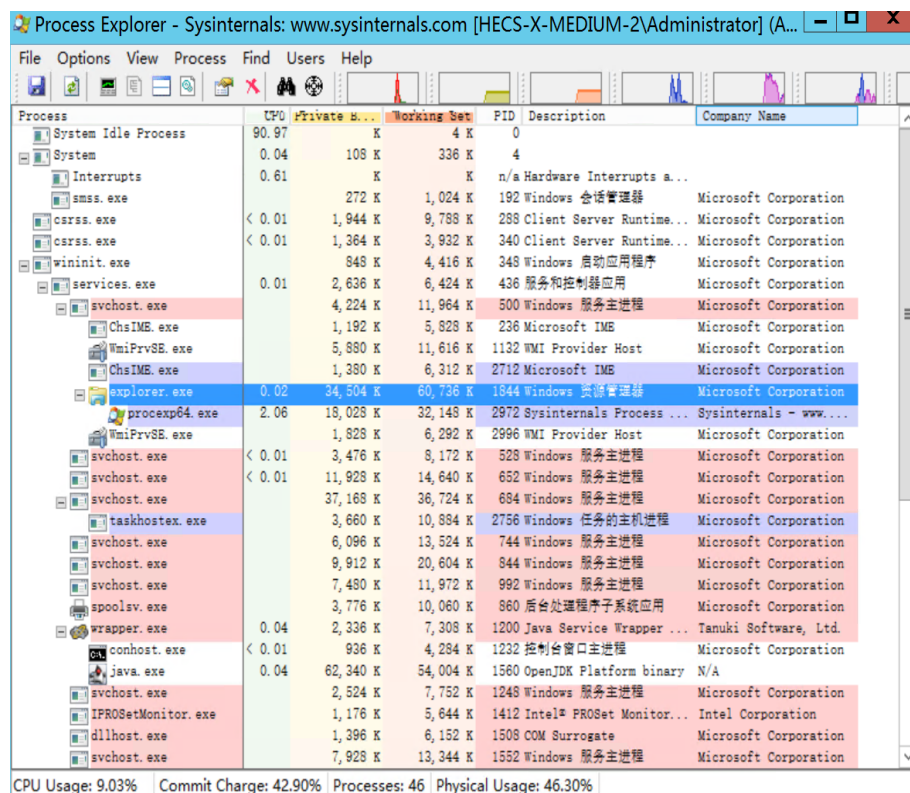 Process Explorer - Sysinternals: www.sysinternals.com [HECS-X-MEDIUM-2\Administrator] (A...
File Options View Process Find Users Help
Process CPU Private B... Working Set PID Description Company Name
System Idle Process 90.97 K 4 K 0
System 0.04 108 K 336 K 4
Interrupts 0.61 K K n/a Hardware Interrupts a...
smss.exe 272 K 1,024 K 192 Windows 会话管理器 Microsoft Corporation
csrss.exe < 0.01 1,944 K 9,788 K 288 Client Server Runtime... Microsoft Corporation
csrss.exe < 0.01 1,364 K 3,932 K 340 Client Server Runtime... Microsoft Corporation
wininit.exe 848 K 4,416 K 348 Windows 启动应用程序 Microsoft Corporation
services.exe 0.01 2,636 K 6,424 K 436 服务和控制器应用 Microsoft Corporation
svchost.exe 4,224 K 11,964 K 500 Windows 服务主进程 Microsoft Corporation
ChsIME.exe 1,192 K 5,828 K 236 Microsoft IME Microsoft Corporation
WmiPrvSE.exe 5,880 K 11,616 K 1132 WMI Provider Host Microsoft Corporation
ChsIME.exe 1,380 K 6,312 K 2712 Microsoft IME Microsoft Corporation
explorer.exe 0.02 34,504 K 60,736 K 1844 Windows 资源管理器 Microsoft Corporation
procexp64.exe 2.06 18,028 K 32,148 K 2972 Sysinternals Process ... Sysinternals - www....
WmiPrvSE.exe 1,828 K 6,292 K 2996 WMI Provider Host Microsoft Corporation
svchost.exe < 0.01 3,476 K 8,172 K 528 Windows 服务主进程 Microsoft Corporation
svchost.exe < 0.01 11,928 K 14,640 K 652 Windows 服务主进程 Microsoft Corporation
svchost.exe 37,168 K 36,724 K 684 Windows 服务主进程 Microsoft Corporation
taskhostex.exe 3,660 K 10,884 K 2756 Windows 任务的主机进程 Microsoft Corporation
svchost.exe 6,096 K 13,524 K 744 Windows 服务主进程 Microsoft Corporation
svchost.exe 9,912 K 20,604 K 844 Windows 服务主进程 Microsoft Corporation
svchost.exe 7,480 K 11,972 K 992 Windows 服务主进程 Microsoft Corporation
spoolsv.exe 3,776 K 10,060 K 860 后台处理程序子系统应用 Microsoft Corporation
wrapper.exe 0.04 2,336 K 7,308 K 1200 Java Service Wrapper ... Tanuki Software, Ltd.
conhost.exe < 0.01 936 K 4,284 K 1232 控制台窗口主进程 Microsoft Corporation
java.exe 0.04 62,340 K 54,004 K 1560 OpenJDK Platform binary N/A
svchost.exe 2,524 K 7,752 K 1248 Windows 服务主进程 Microsoft Corporation
IPROSetMonitor.exe 1,176 K 5,644 K 1412 Intel® PROSet Monitor... Intel Corporation
dllhost.exe 1,396 K 6,152 K 1508 COM Surrogate Microsoft Corporation
svchost.exe 7,928 K 13,344 K 1552 Windows 服务主进程 Microsoft Corporation
CPU Usage: 9.03% Commit Charge: 42.90% Processes: 46 Physical Usage: 46.30%